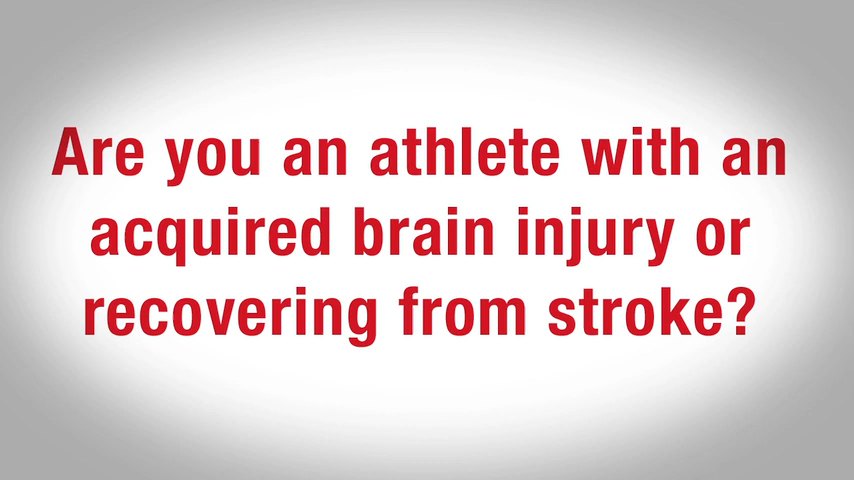 Are you an athlete with an
acquired brain injury or
recovering from stroke?